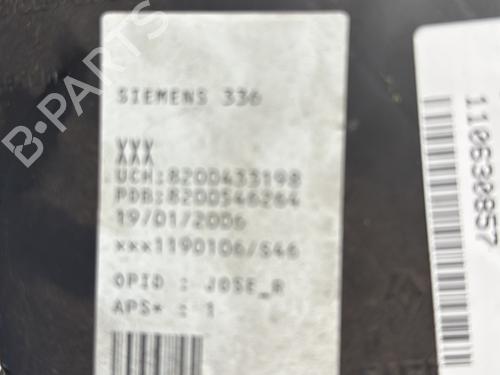 SIEMENS 336
XXX
UCH:8200433198
PDB:8200546264
19/01/2006
xxx1190106/S46
OPID : JOSE_R
APS* : 1
110630857
B-PARTS